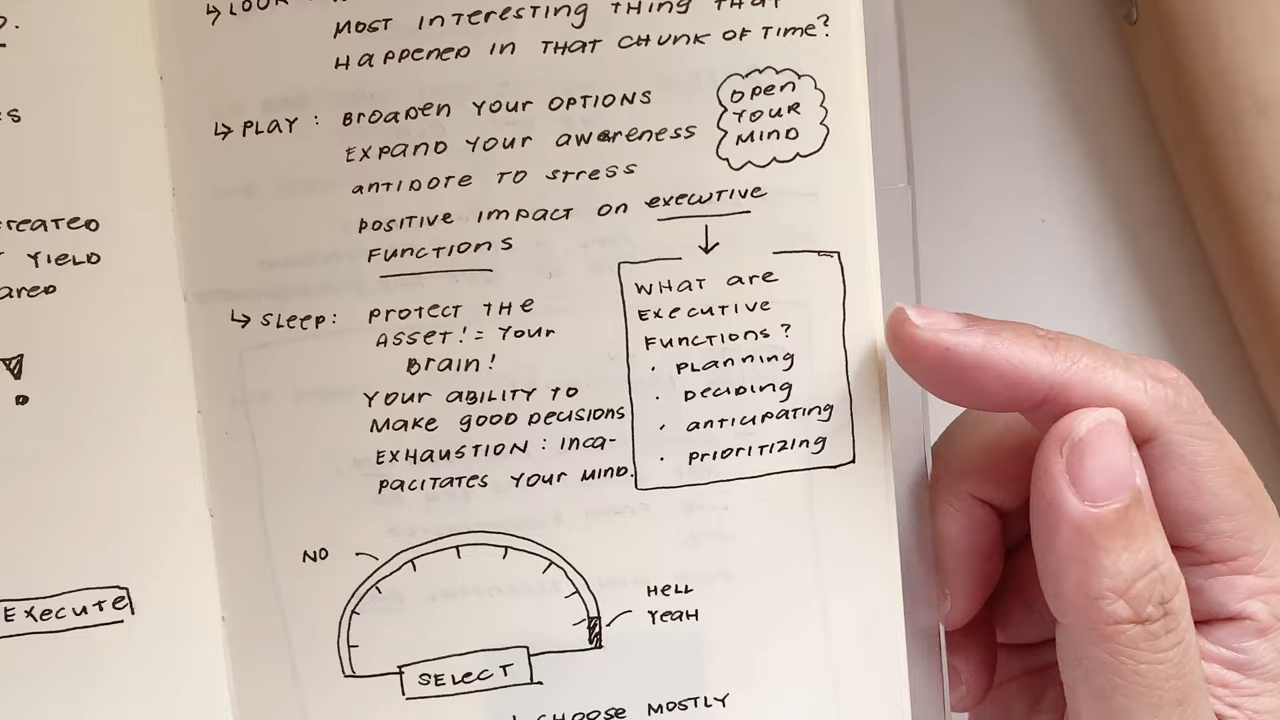 ↳ LOOK
MOST INTERESTING THING THAT
HAPPENED IN THAT CHUNK OF TIME?
↳ PLAY: BROADEN YOUR OPTIONS
EXPAND YOUR AWARENESS
ANTIDOTE TO STRESS
POSITIVE IMPACT ON EXECUTIVE
FUNCTIONS
OPEN
YOUR
MIND
WHAT ARE
EXECUTIVE
FUNCTIONS?
· PLANNING
· DECIDING
· ANTICIPATING
· PRIORITIZING
↳ SLEEP: PROTECT THE
ASSET! = YOUR
BRAIN!
YOUR ABILITY TO
MAKE GOOD DECISIONS
EXHAUSTION: INCA-
PACITATES YOUR MIND.
NO
HELL
YEAH
SELECT
CHOOSE MOSTLY
YIELD
EXECUTE